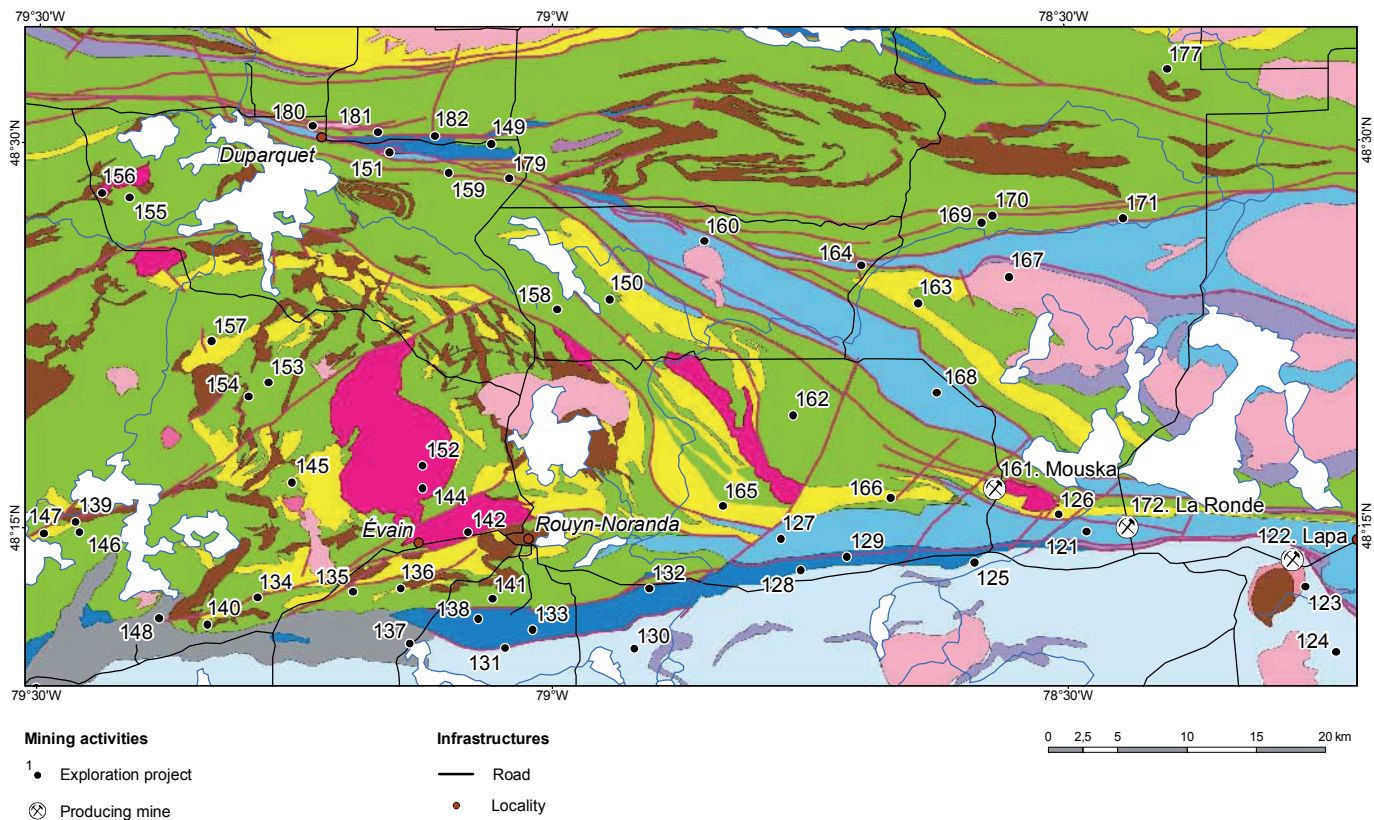 79°30'W 79°W 78°30'W
177
180 181 182 149
48°30'N 48°30'N
Duparquet 151 159 179
156
155
169 170 171
160
164
167
150
158
163
157
153
154
168
162
152
161. Mouska
145
144
165 166
126
172. La Ronde
139
147
48°15'N 48°15'N
Évain 142 Rouyn-Noranda
127
146
129
121
122. Lapa
134 135 136 141 132
128
125
123
140
138 133
148
137
131
130
124
79°30'W 79°W 78°30'W
Mining activities
1
Exploration project
Producing mine
Infrastructures
Road
Locality
0 2,5 5 10 15 20 km